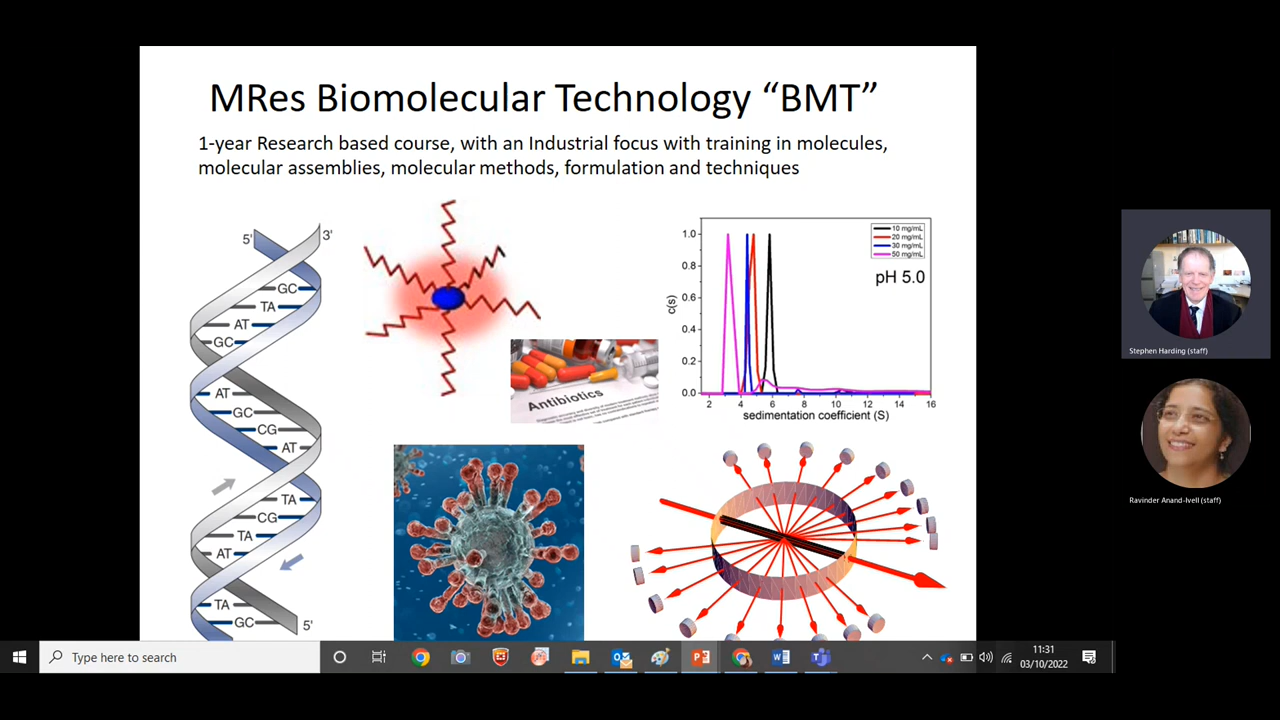 MRes Biomolecular Technology “BMT”
1-year Research based course, with an Industrial focus with training in molecules,
molecular assemblies, molecular methods, formulation and techniques
5'
3'
GC
TA
AT
GC
AT
GC
CG
AT
TA
CG
TA
AT
TA
GC
5'
Antibiotics
1.0
0.8
0.6
0.4
0.2
0.0
c(s)
10 mg/mL
20 mg/mL
30 mg/mL
50 mg/mL
pH 5.0
2 4 6 8 10 12 14 16
sedimentation coefficient (S)
Stephen Harding (staff)
Ravinder Anand-Ivell (staff)
Type here to search
11:31
03/10/2022